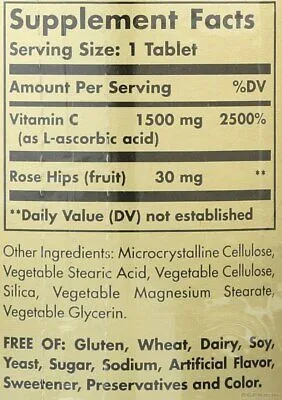 Supplement Facts
Serving Size: 1 Tablet
Amount Per Serving %DV
Vitamin C 1500 mg 2500%
(as L-ascorbic acid)
Rose Hips (fruit) 30 mg **
**Daily Value (DV) not established
Other Ingredients: Microcrystalline Cellulose,
Vegetable Stearic Acid, Vegetable Cellulose,
Silica, Vegetable Magnesium Stearate,
Vegetable Glycerin.
FREE OF: Gluten, Wheat, Dairy, Soy,
Yeast, Sugar, Sodium, Artificial Flavor,
Sweetener, Preservatives and Color.